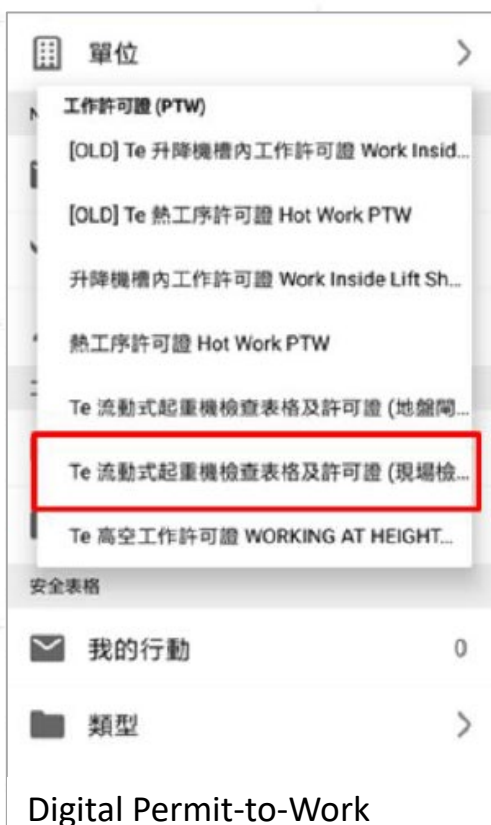 單位
工作許可證 (PTW)
[OLD] Te 升降機槽內工作許可證 Work Insid...
[OLD] Te 熱工序許可證 Hot Work PTW
升降機槽內工作許可證 Work Inside Lift Sh...
熱工序許可證 Hot Work PTW
Te 流動式起重機檢查表格及許可證 (地盤閘...
Te 流動式起重機檢查表格及許可證 (現場檢...
Te 高空工作許可證 WORKING AT HEIGHT...
安全表格
我的行動 0
類型
Digital Permit-to-Work